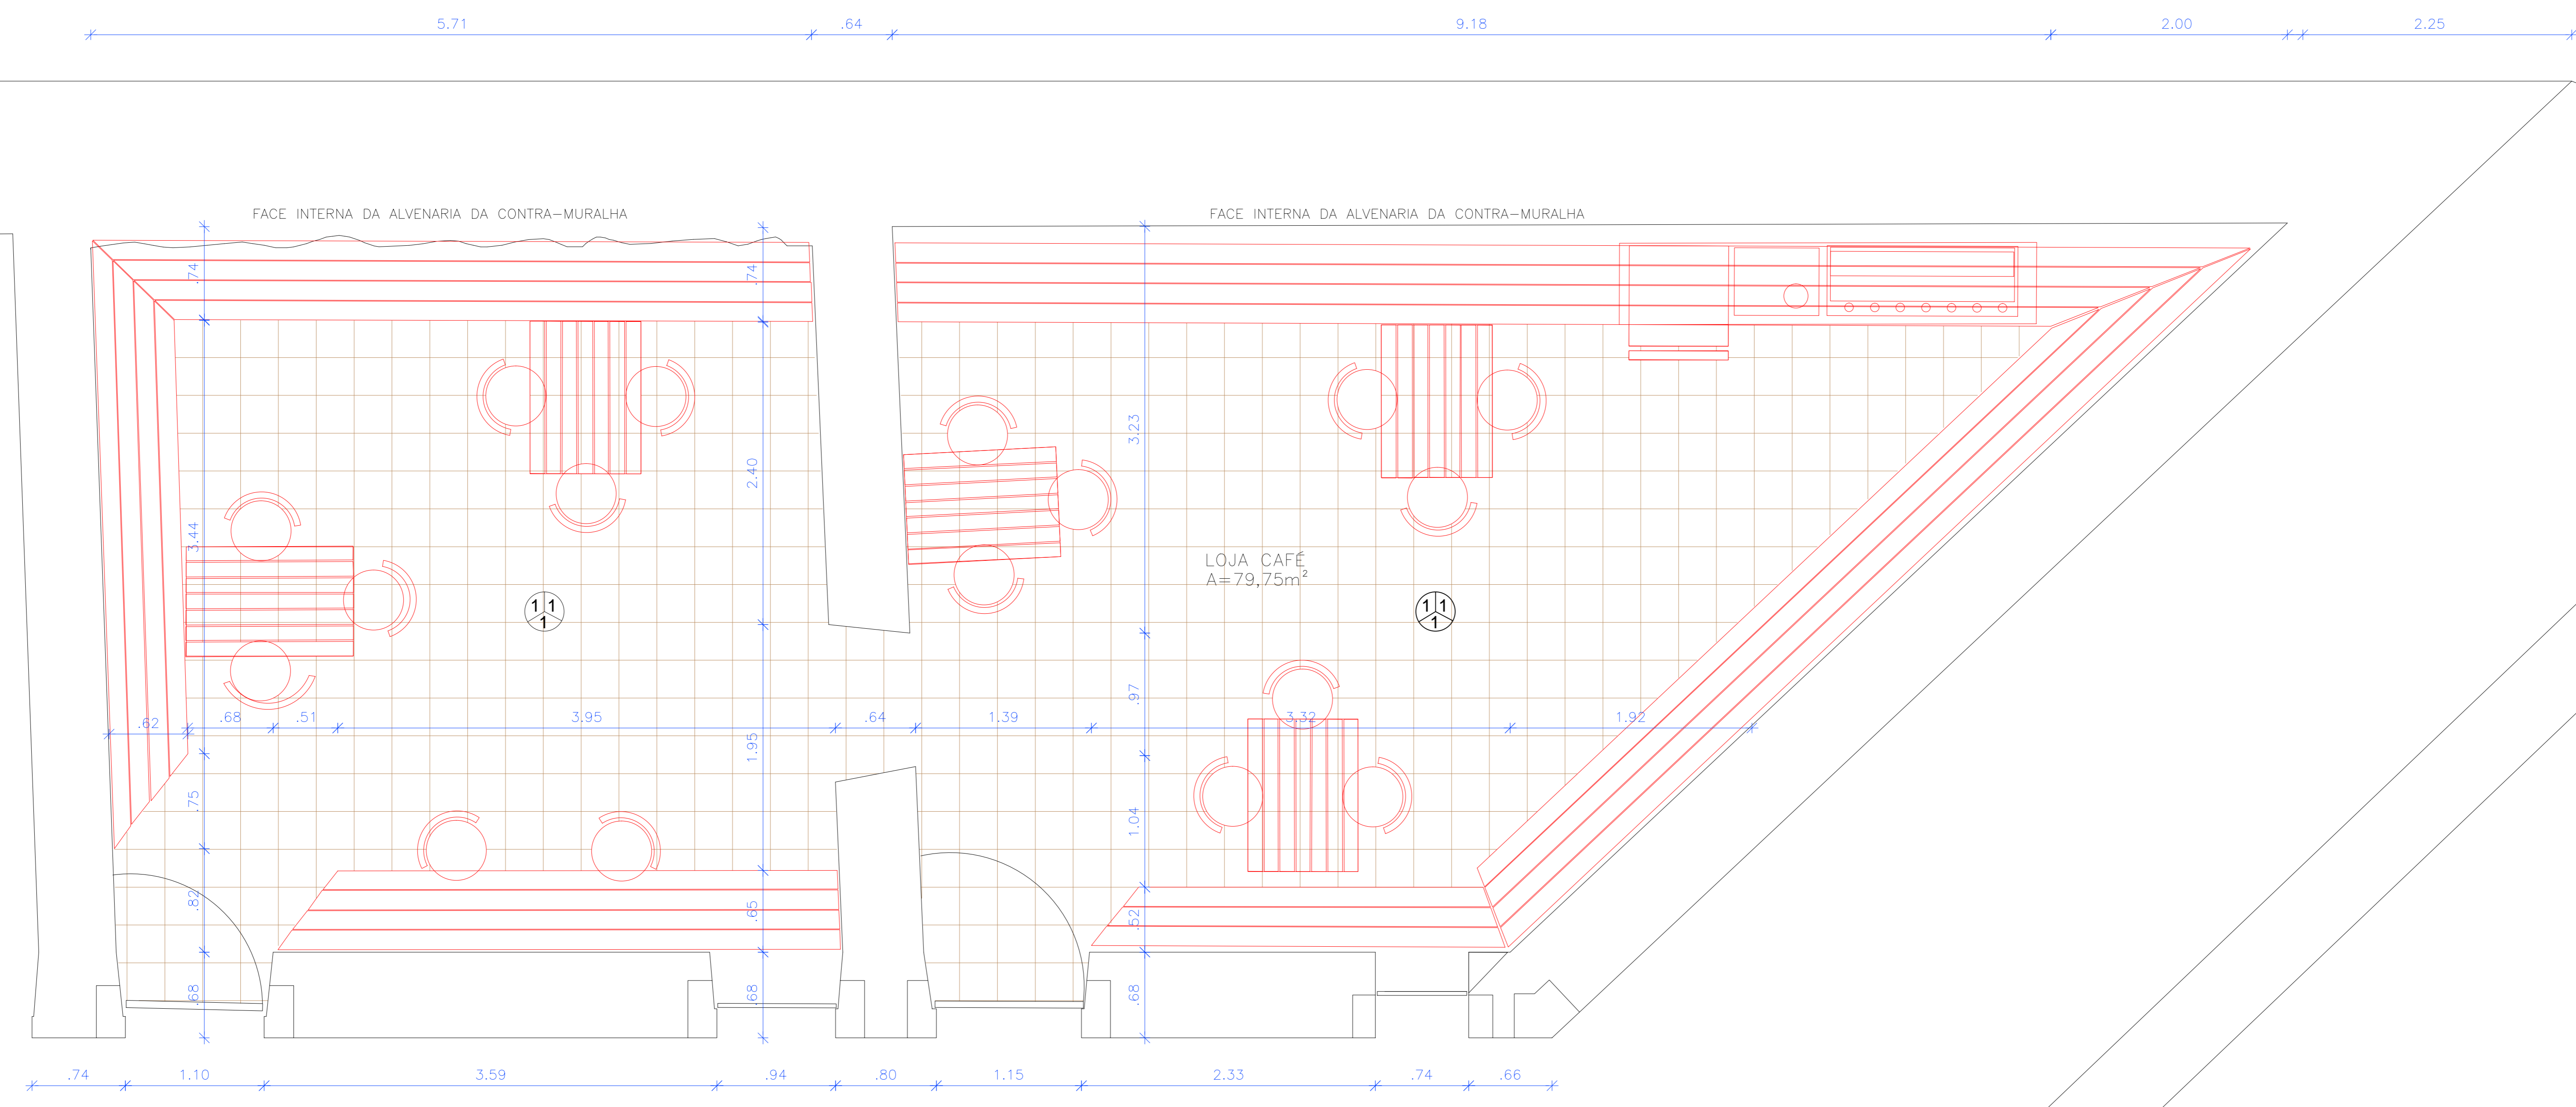 5.71 .64 9.18 2.00 2.25
FACE INTERNA DA ALVENARIA DA CONTRA-MURALHA
FACE INTERNA DA ALVENARIA DA CONTRA-MURALHA
.74
.74
3.23
2.40
3.44
LOJA CAFÉ
A=79,75m²
1 1
1
1 1
1
.97
.62 .68 .51 3.95 .64 1.39 3.32 1.92
1.95
.75
1.04
.82
.65
.52
.68
.68
.68
.74 1.10 3.59 .94 .80 1.15 2.33 .74 .66